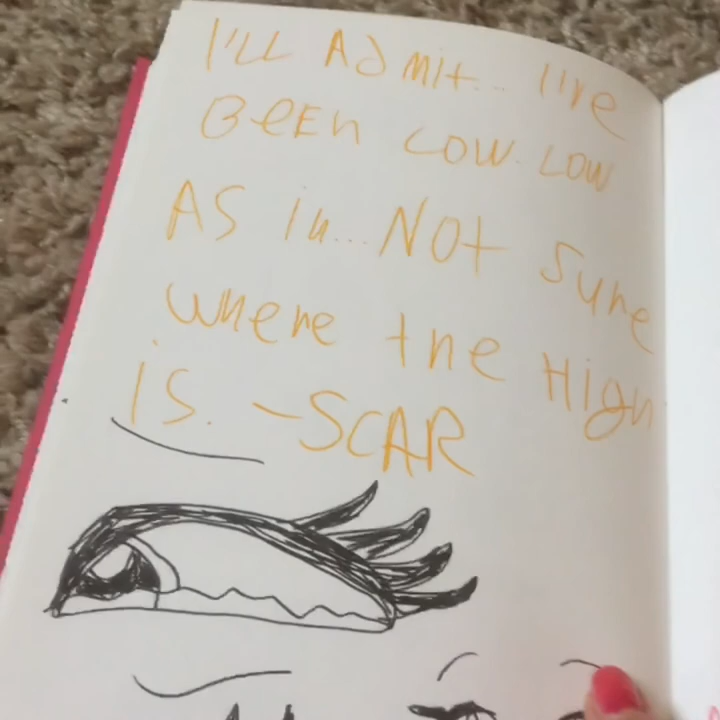 I'LL ADmit... I've
BeEn LOW. LOW
AS in... NOt Sure
where the High
is. -SCAR